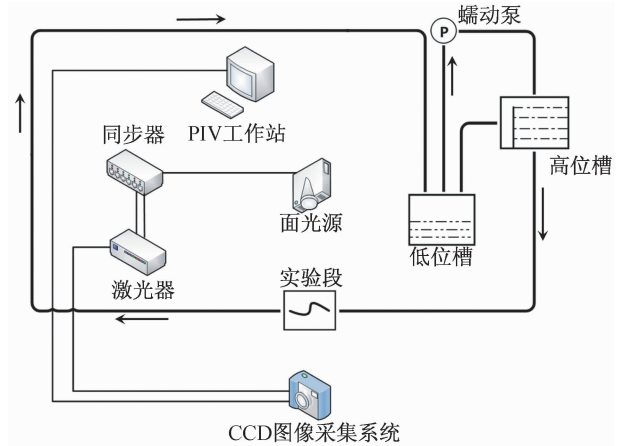 蠕动泵
P
PIV工作站
同步器
高位槽
面光源
低位槽
激光器
实验段
CCD图像采集系统